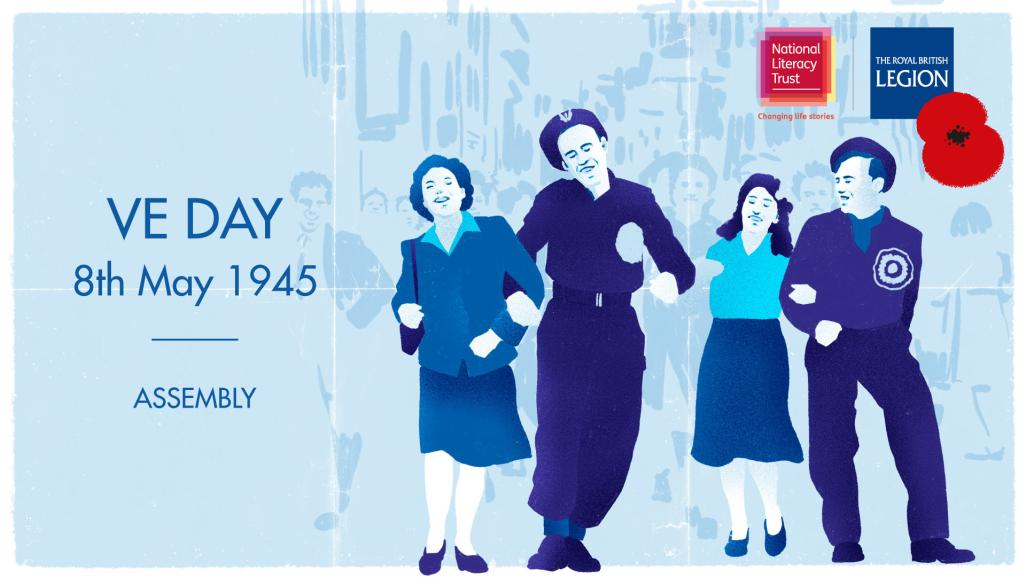 VE DAY
8th May 1945
ASSEMBLY
National
Literacy
Trust
Changing life stories
THE ROYAL BRITISH
LEGION